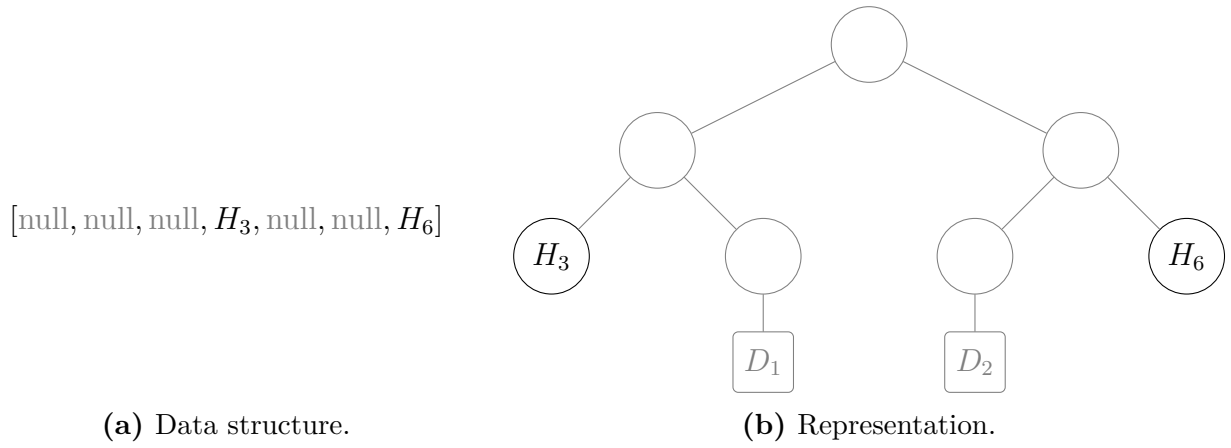 [null, null, null, H₃, null, null, H₆]
H₃
H₆
D₁
D₂
(a) Data structure.
(b) Representation.